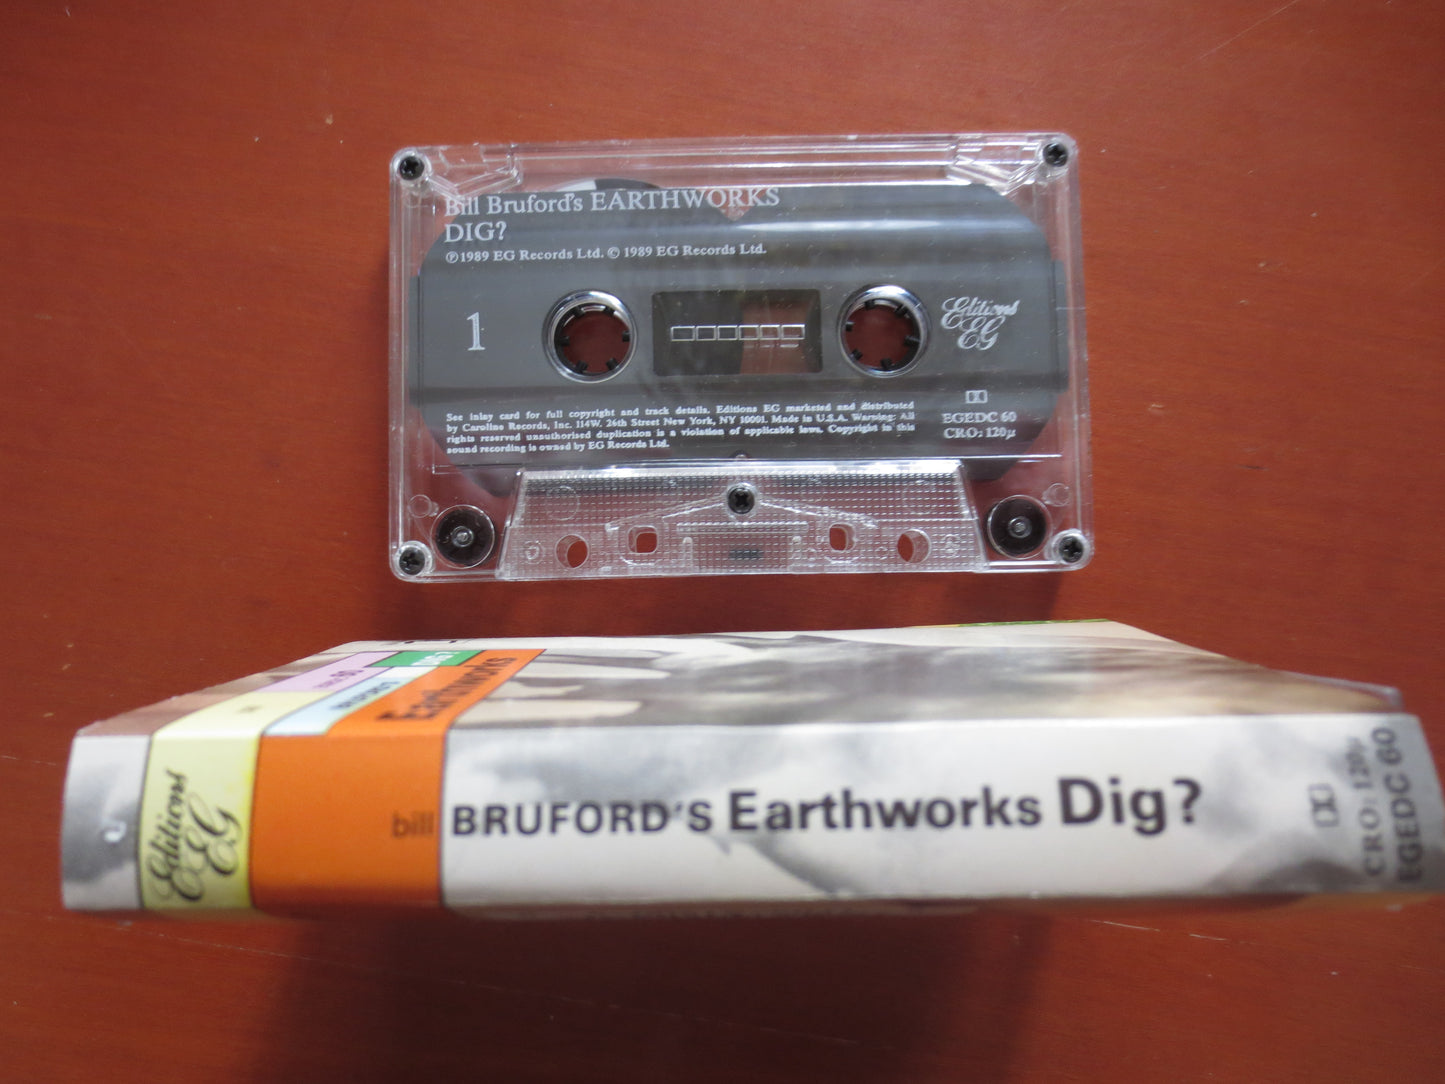 Bill Bruford's EARTHWORKS
DIG?
℗1989 EG Records Ltd. © 1989 EG Records Ltd.
1
Editions
EG
See inlay card for full copyright and track details. Editions EG marketed and distributed
by Caroline Records, Inc. 114W. 26th Street New York, NY 10001. Made in U.S.A. Warning: All
rights reserved unauthorised duplication is a violation of applicable laws. Copyright in this
sound recording is owned by EG Records Ltd.
EGEDC 60
CRO: 120µ
DIG?
BRUFORD'S
Earthworks
Editions
EG
bill BRUFORD'S Earthworks Dig?
CRO: 120µ
EGEDC 60